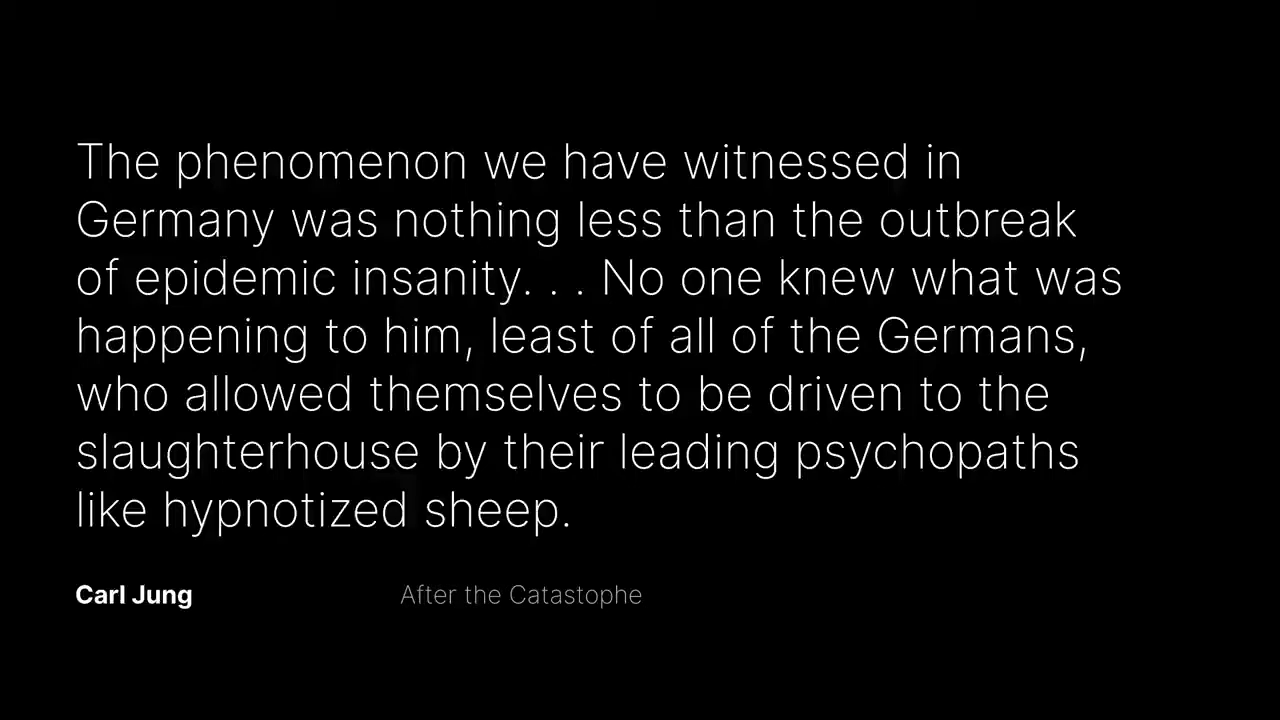 The phenomenon we have witnessed in
Germany was nothing less than the outbreak
of epidemic insanity. . . No one knew what was
happening to him, least of all of the Germans,
who allowed themselves to be driven to the
slaughterhouse by their leading psychopaths
like hypnotized sheep.
Carl Jung After the Catastophe